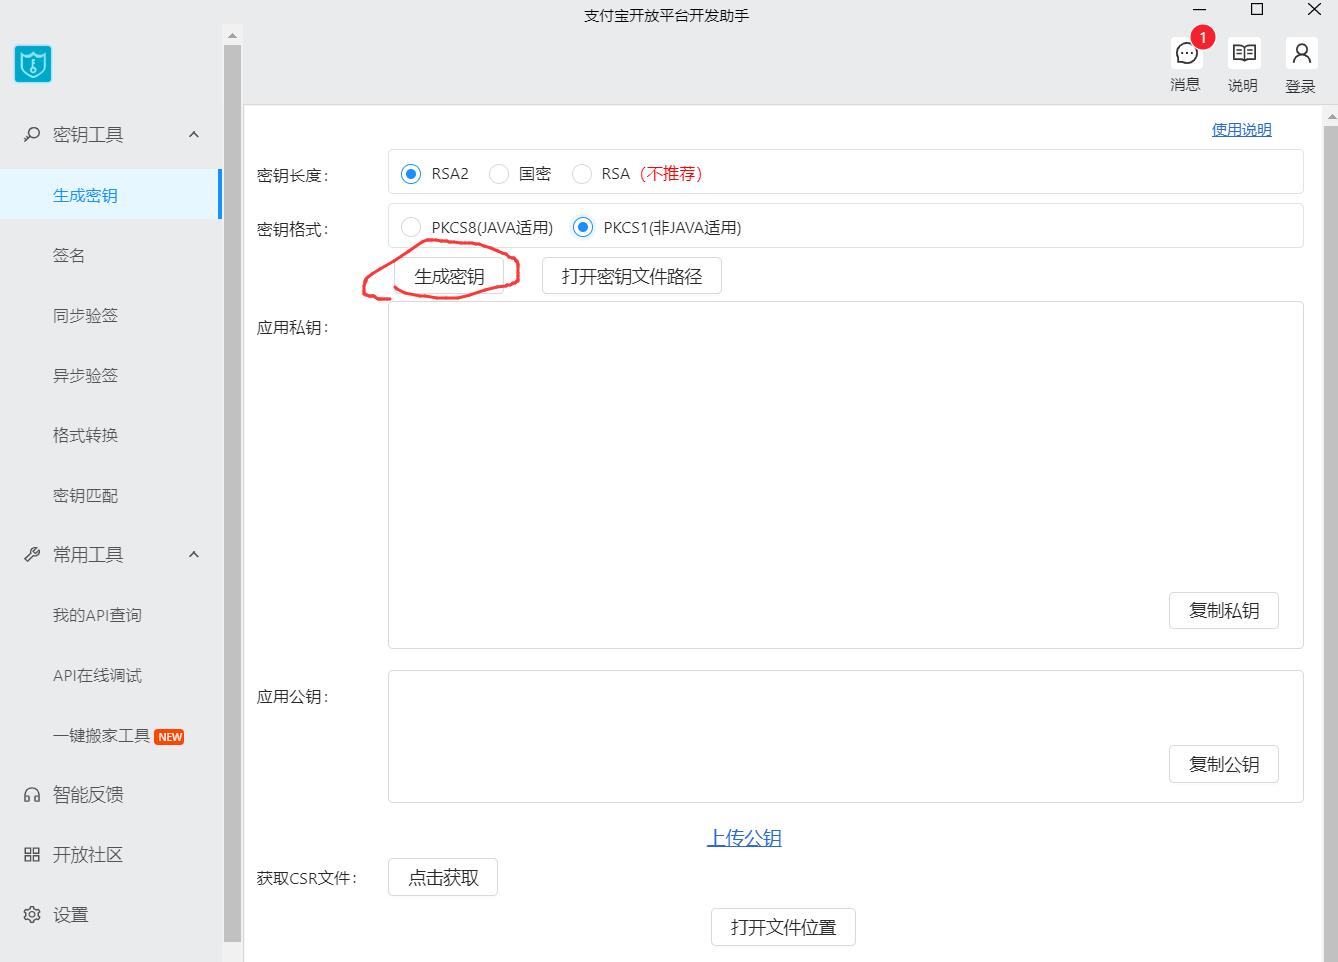 支付宝开放平台开发助手
1
消息 说明 登录
密钥工具
生成密钥
签名
同步验签
异步验签
格式转换
密钥匹配
常用工具
我的API查询
API在线调试
一键搬家工具 NEW
智能反馈
开放社区
设置
使用说明
密钥长度: RSA2 国密 RSA (不推荐)
密钥格式: PKCS8(JAVA适用) PKCS1(非JAVA适用)
生成密钥 打开密钥文件路径
应用私钥:
复制私钥
应用公钥:
复制公钥
上传公钥
获取CSR文件: 点击获取
打开文件位置